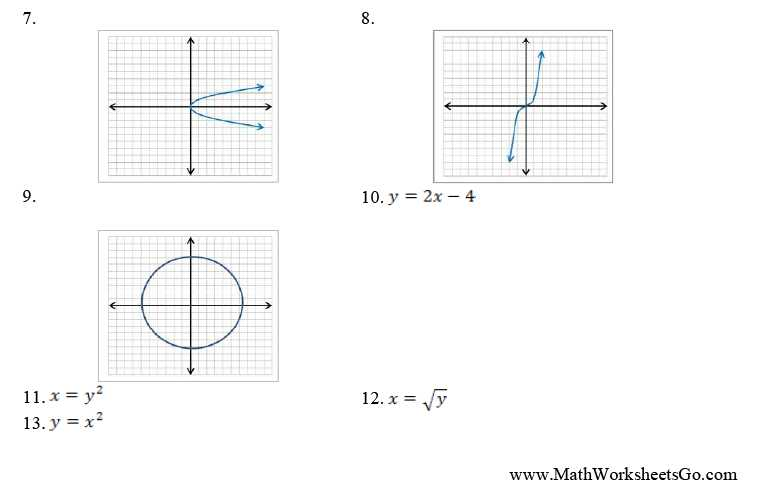 7.
8.
9.
10. y = 2x − 4
11. x = y²
12. x = √y
13. y = x²
www.MathWorksheetsGo.com